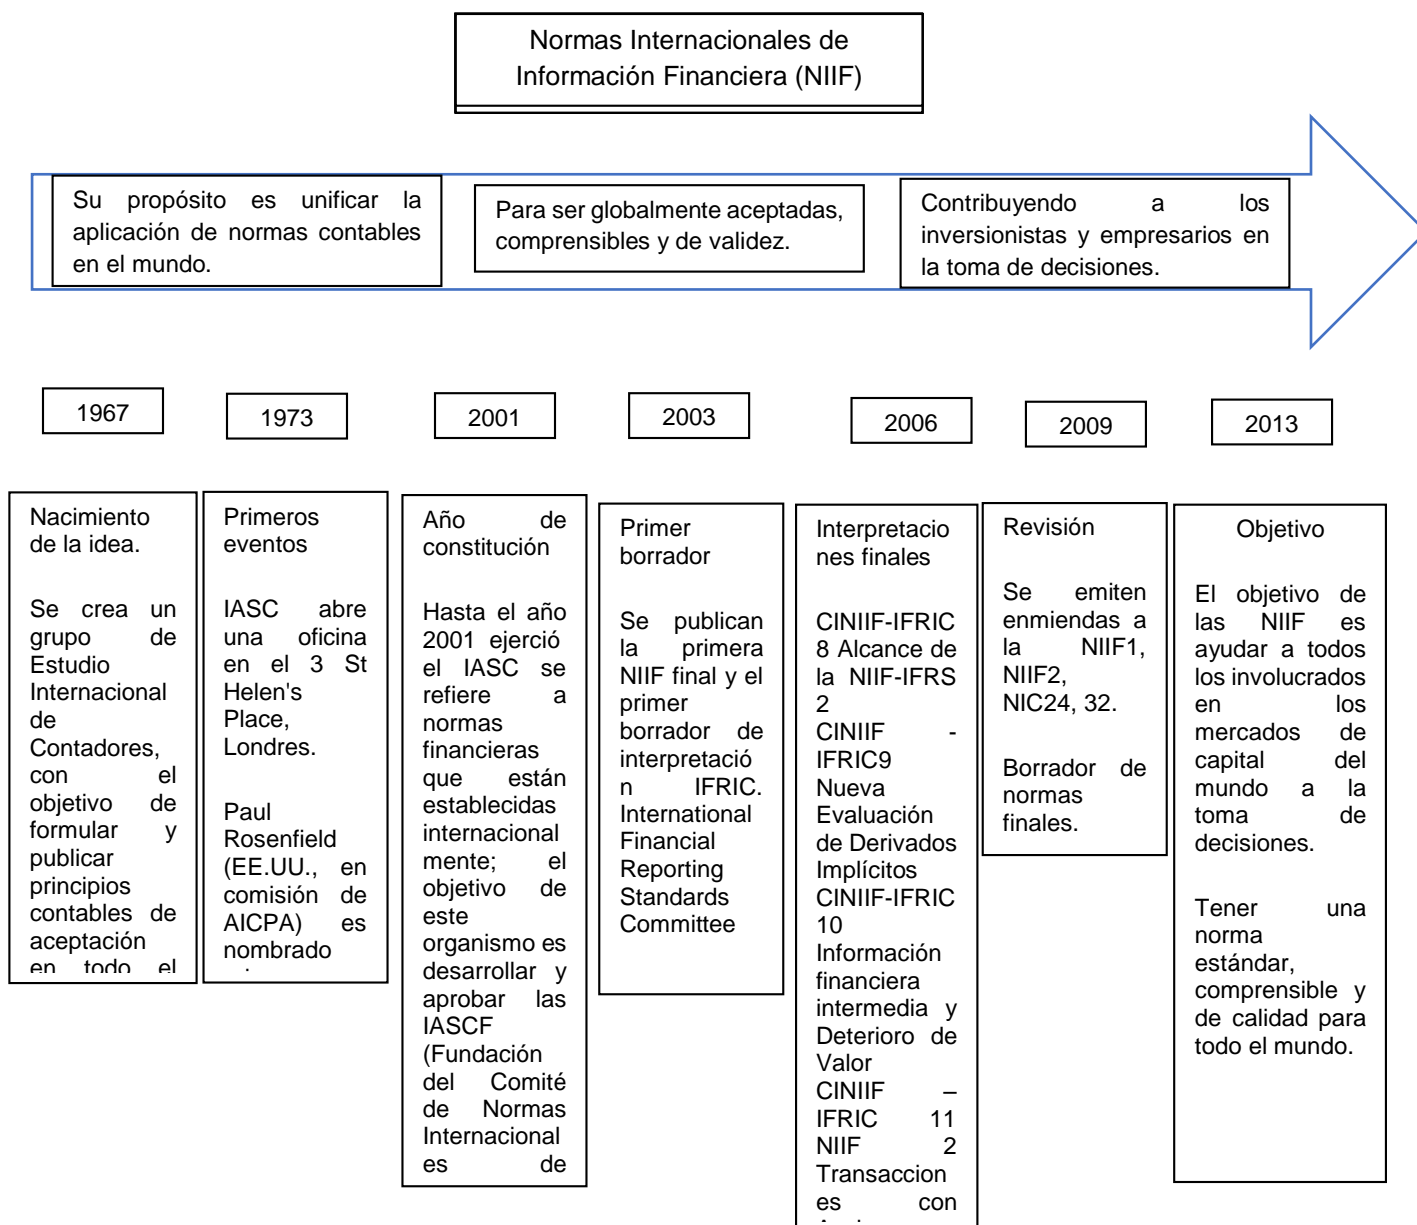 Normas Internacionales de
Información Financiera (NIIF)
Su propósito es unificar la
aplicación de normas contables
en el mundo.
Para ser globalmente aceptadas,
comprensibles y de validez.
Contribuyendo a los
inversionistas y empresarios en
la toma de decisiones.
1967
1973
2001
2003
2006
2009
2013
Nacimiento
de la idea.
Se crea un
grupo de
Estudio
Internacional
de
Contadores,
con el
objetivo de
formular y
publicar
principios
contables de
aceptación
en todo el
Primeros
eventos
IASC abre
una oficina
en el 3 St
Helen's
Place,
Londres.
Paul
Rosenfield
(EE.UU., en
comisión de
AICPA) es
nombrado
Año de
constitución
Hasta el año
2001 ejerció
el IASC se
refiere a
normas
financieras
que están
establecidas
internacional
mente; el
objetivo de
este
organismo es
desarrollar y
aprobar las
IASCF
(Fundación
del Comité
de Normas
Internacional
es de
Primer
borrador
Se publican
la primera
NIIF final y el
primer
borrador de
interpretació
n IFRIC.
International
Financial
Reporting
Standards
Committee
Interpretacio
nes finales
CINIIF-IFRIC
8 Alcance de
la NIIF-IFRS
2
CINIIF -
IFRIC9
Nueva
Evaluación
de Derivados
Implícitos
CINIIF-IFRIC
10
Información
financiera
intermedia y
Deterioro de
Valor
CINIIF –
IFRIC 11
NIIF 2
Transaccion
es con
Revisión
Se emiten
enmiendas a
la NIIF1,
NIIF2,
NIC24, 32.
Borrador de
normas
finales.
Objetivo
El objetivo de
las NIIF es
ayudar a todos
los involucrados
en los
mercados de
capital del
mundo a la
toma de
decisiones.
Tener una
norma
estándar,
comprensible y
de calidad para
todo el mundo.